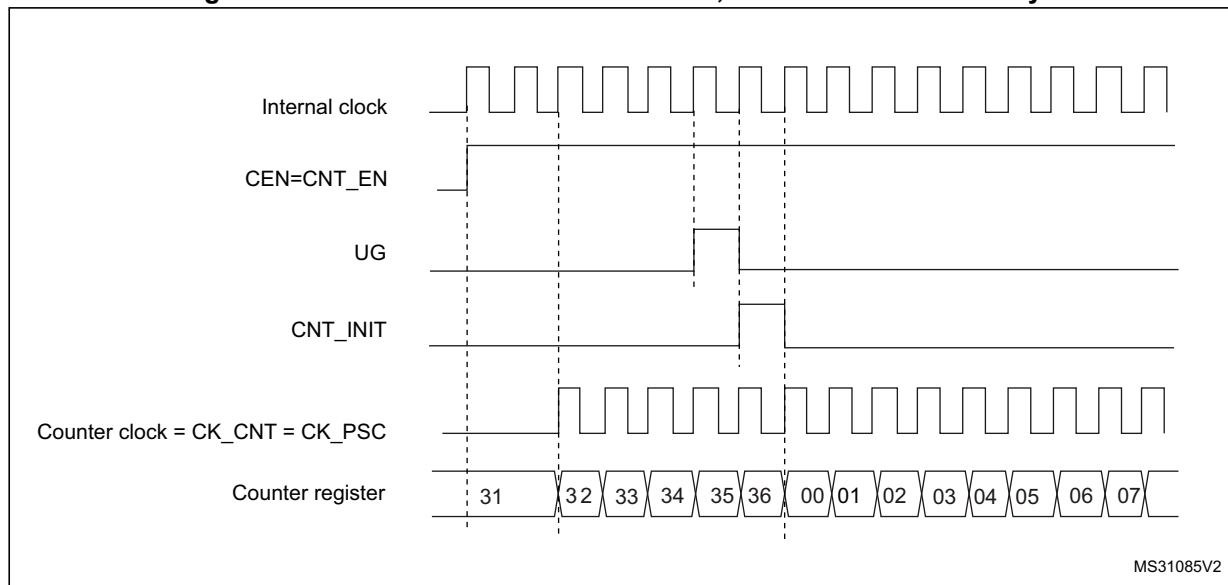 Internal clock
CEN=CNT_EN
UG
CNT_INIT
Counter clock = CK_CNT = CK_PSC
Counter register 31 32 33 34 35 36 00 01 02 03 04 05 06 07
MS31085V2